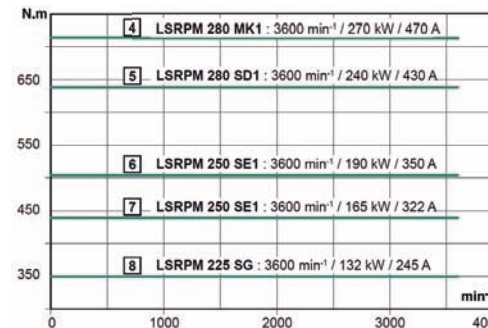 N.m
4 LSRPM 280 MK1 : 3600 min⁻¹ / 270 kW / 470 A
650
5 LSRPM 280 SD1 : 3600 min⁻¹ / 240 kW / 430 A
550
6 LSRPM 250 SE1 : 3600 min⁻¹ / 190 kW / 350 A
450
7 LSRPM 250 SE1 : 3600 min⁻¹ / 165 kW / 322 A
8 LSRPM 225 SG : 3600 min⁻¹ / 132 kW / 245 A
350
min⁻
0 1000 2000 3000 40